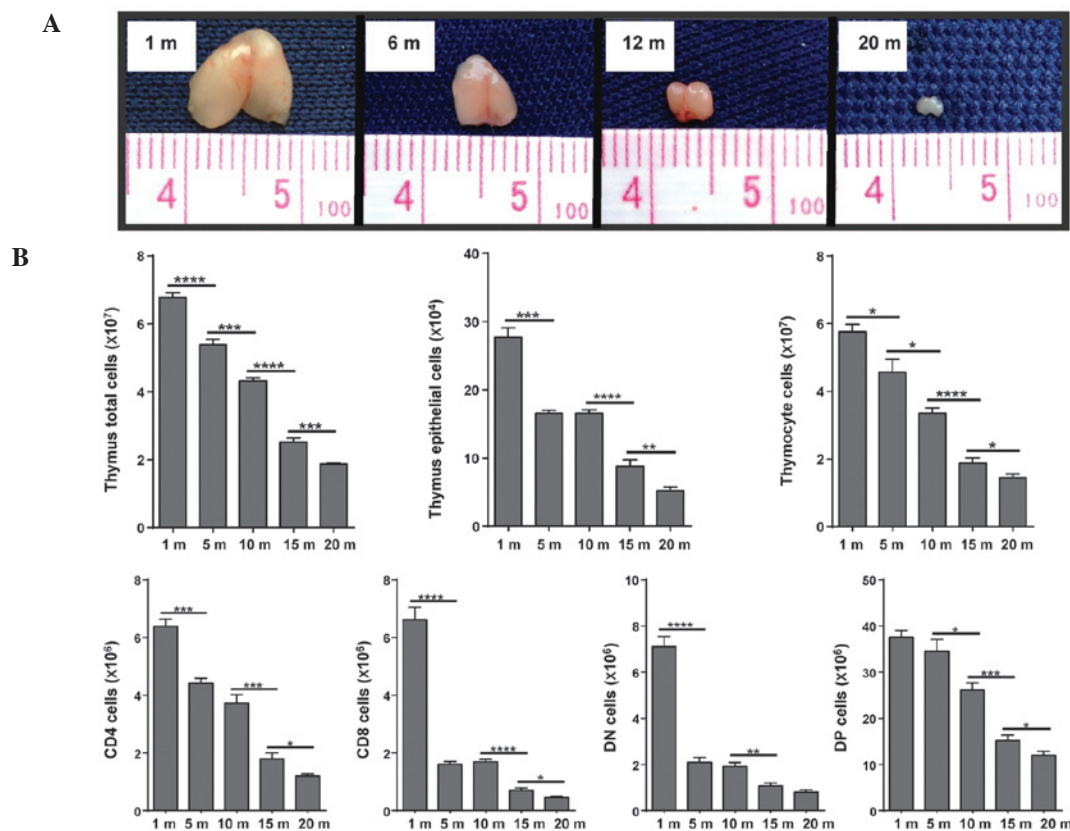 A
1 m
6 m
12 m
20 m
4 5 100
4 5 100
4 5 100
4 5 100
B
Thymus total cells (x10⁷)
8
6
4
2
0
****
***
****
***
1 m 5 m 10 m 15 m 20 m
Thymus epithelial cells (x10⁴)
40
30
20
10
0
***
****
**
1 m 5 m 10 m 15 m 20 m
Thymocyte cells (x10⁷)
8
6
4
2
0
*
*
****
*
1 m 5 m 10 m 15 m 20 m
CD4 cells (x10⁶)
8
6
4
2
0
***
***
*
1 m 5 m 10 m 15 m 20 m
CD8 cells (x10⁶)
8
6
4
2
0
****
****
*
1 m 5 m 10 m 15 m 20 m
DN cells (x10⁶)
10
8
6
4
2
0
****
**
1 m 5 m 10 m 15 m 20 m
DP cells (x10⁶)
50
40
30
20
10
0
*
***
*
1 m 5 m 10 m 15 m 20 m